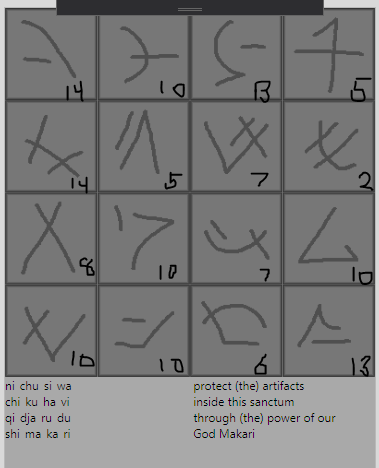 14 10 13 5
14 5 7 2
8 10 7 10
10 10 6 13
ni chu si wa
chi ku ha vi
qi dja ru du
shi ma ka ri
protect (the) artifacts
inside this sanctum
through (the) power of our
God Makari